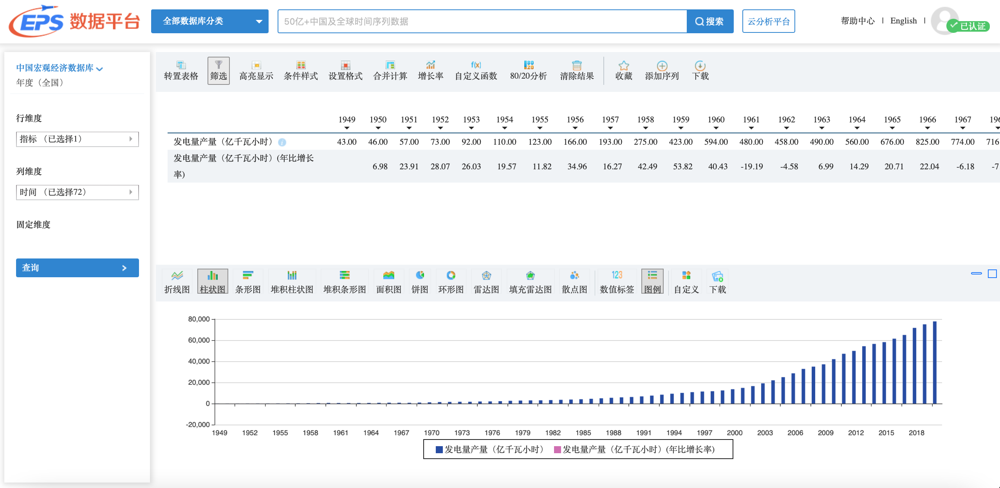 EPS 数据平台
全部数据库分类
50亿+中国及全球时间序列数据
搜索
云分析平台
帮助中心 | English |
已认证
中国宏观经济数据库
年度（全国）
行维度
指标 （已选择1）
列维度
时间 （已选择72）
固定维度
查询
转置表格 筛选 高亮显示 条件样式 设置格式 合并计算 增长率 自定义函数 80/20分析 清除结果 收藏 添加序列 下载
1949 1950 1951 1952 1953 1954 1955 1956 1957 1958 1959 1960 1961 1962 1963 1964 1965 1966 1967 196
发电量产量（亿千瓦小时） 43.00 46.00 57.00 73.00 92.00 110.00 123.00 166.00 193.00 275.00 423.00 594.00 480.00 458.00 490.00 560.00 676.00 825.00 774.00 716
发电量产量（亿千瓦小时）(年比增长
率) 6.98 23.91 28.07 26.03 19.57 11.82 34.96 16.27 42.49 53.82 40.43 -19.19 -4.58 6.99 14.29 20.71 22.04 -6.18 -7
折线图 柱状图 条形图 堆积柱状图 堆积条形图 面积图 饼图 环形图 雷达图 填充雷达图 散点图 数值标签 图例 自定义 下载
80,000
60,000
40,000
20,000
0
-20,000
1949 1952 1955 1958 1961 1964 1967 1970 1973 1976 1979 1982 1985 1988 1991 1994 1997 2000 2003 2006 2009 2012 2015 2018
发电量产量（亿千瓦小时） 发电量产量（亿千瓦小时）(年比增长率)